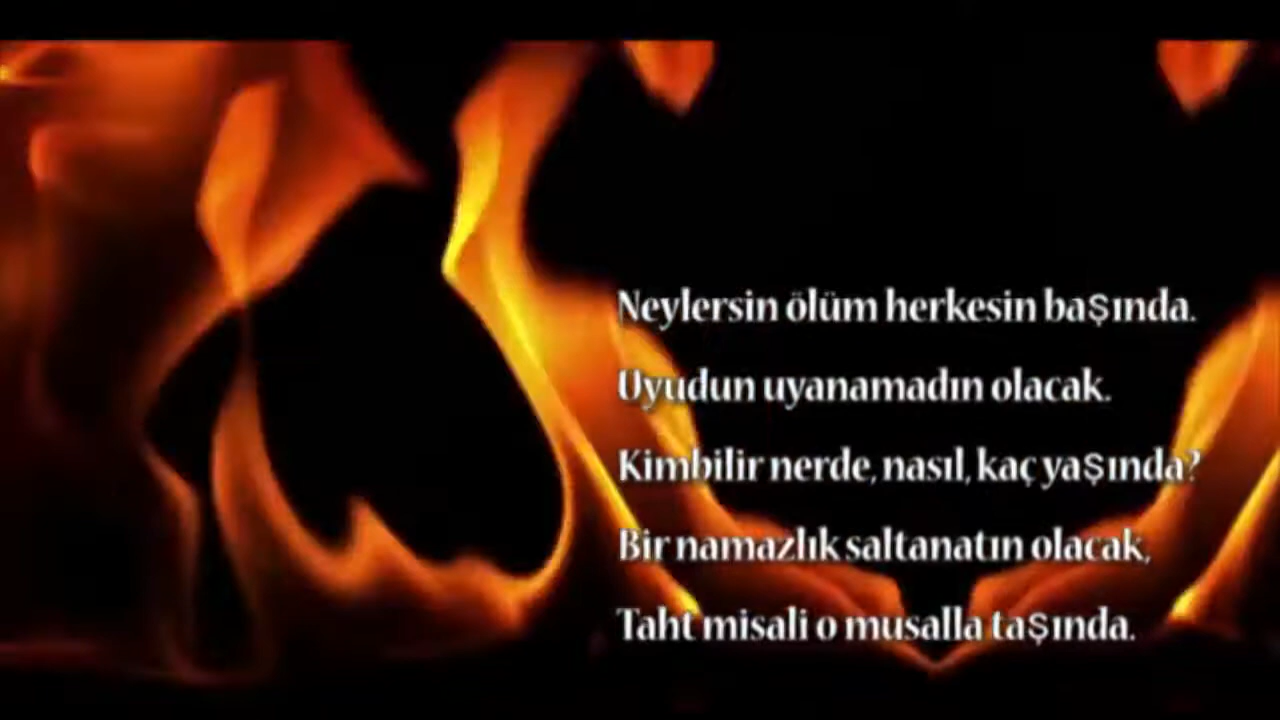 Neylersin ölüm herkesin başında.
Uyudun uyanamadın olacak.
Kimbilir nerde, nasıl, kaç yaşında?
Bir namazlık saltanatın olacak,
Taht misali o musalla taşında.